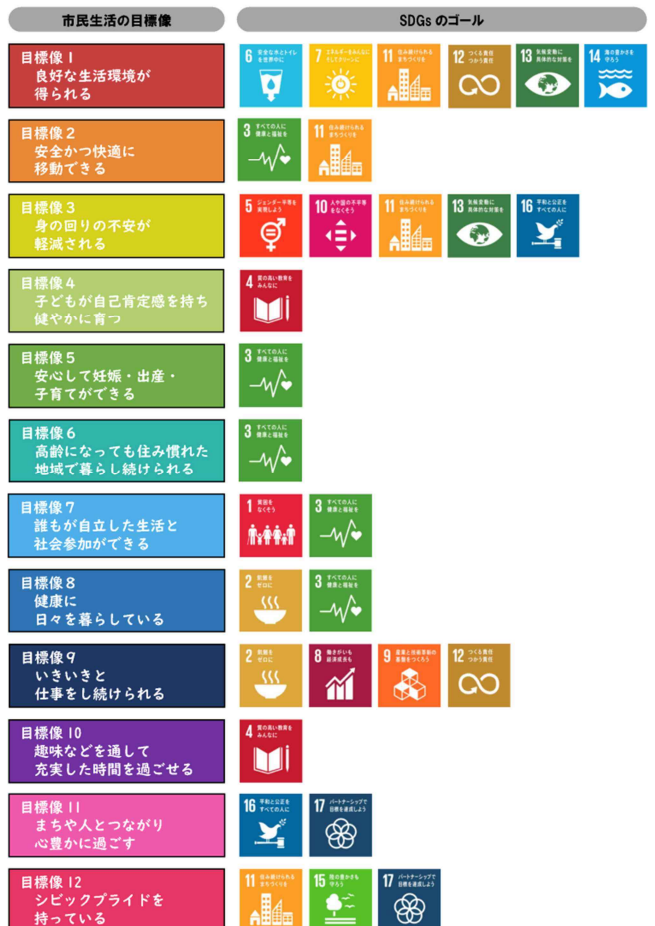 市民生活の目標像
SDGsのゴール
目標像1
良好な生活環境が
得られる
6 安全な水とトイレ
を世界中に
7 エネルギーをみんなに
そしてクリーンに
11 住み続けられる
まちづくりを
12 つくる責任
つかう責任
13 気候変動に
具体的な対策を
14 海の豊かさを
守ろう
目標像2
安全かつ快適に
移動できる
3 すべての人に
健康と福祉を
11 住み続けられる
まちづくりを
目標像3
身の回りの不安が
軽減される
5 ジェンダー平等を
実現しよう
10 人や国の不平等
をなくそう
11 住み続けられる
まちづくりを
13 気候変動に
具体的な対策を
16 平和と公正を
すべての人に
目標像4
子どもが自己肯定感を持ち
健やかに育つ
4 質の高い教育を
みんなに
目標像5
安心して妊娠・出産・
子育てができる
3 すべての人に
健康と福祉を
目標像6
高齢になっても住み慣れた
地域で暮らし続けられる
3 すべての人に
健康と福祉を
目標像7
誰もが自立した生活と
社会参加ができる
1 貧困を
なくそう
3 すべての人に
健康と福祉を
目標像8
健康に
日々を暮らしている
2 飢餓を
ゼロに
3 すべての人に
健康と福祉を
目標像9
いきいきと
仕事をし続けられる
2 飢餓を
ゼロに
8 働きがいも
経済成長も
9 産業と技術革新の
基盤をつくろう
12 つくる責任
つかう責任
目標像10
趣味などを通して
充実した時間を過ごせる
4 質の高い教育を
みんなに
目標像11
まちや人とつながり
心豊かに過ごす
16 平和と公正を
すべての人に
17 パートナーシップで
目標を達成しよう
目標像12
シビックプライドを
持っている
11 住み続けられる
まちづくりを
15 陸の豊かさも
守ろう
17 パートナーシップで
目標を達成しよう